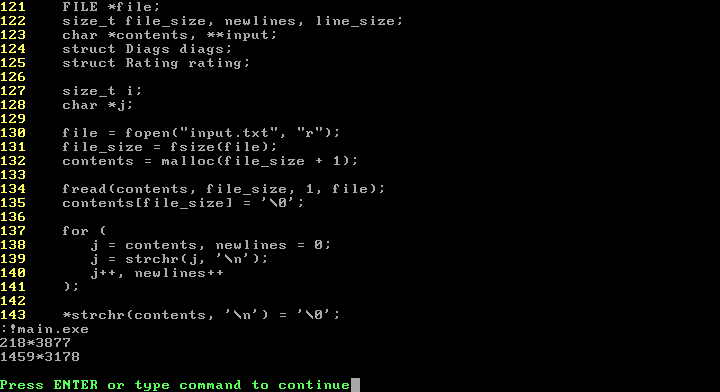 121    FILE *file;
122    size_t file_size, newlines, line_size;
123    char *contents, **input;
124    struct Diags diags;
125    struct Rating rating;
126
127    size_t i;
128    char *j;
129
130    file = fopen("input.txt", "r");
131    file_size = fsize(file);
132    contents = malloc(file_size + 1);
133
134    fread(contents, file_size, 1, file);
135    contents[file_size] = '\0';
136
137    for (
138       j = contents, newlines = 0;
139       j = strchr(j, '\n');
140       j++, newlines++
141    );
142
143    *strchr(contents, '\n') = '\0';
:!main.exe
218*3877
1459*3178
Press ENTER or type command to continue